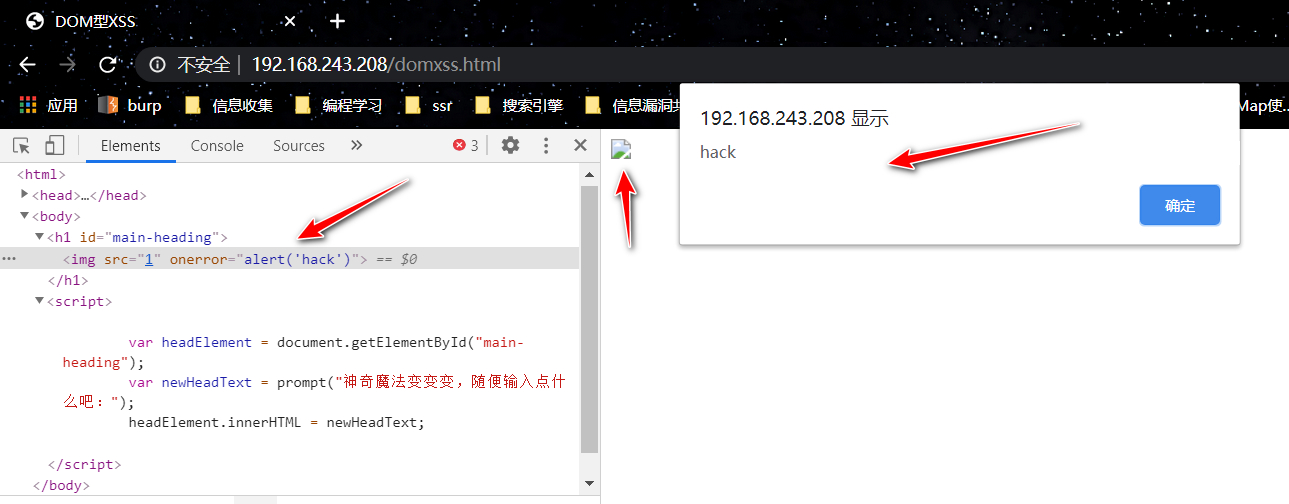 DOM型XSS
不安全 | 192.168.243.208/domxss.html
应用 burp 信息收集 编程学习 ssr 搜索引擎 信息漏洞 Map使...
192.168.243.208 显示
hack
确定
Elements Console Sources » 3
<html>
<head>…</head>
<body>
<h1 id="main-heading">
<img src="1" onerror="alert('hack')"> == $0
</h1>
<script>
var headElement = document.getElementById("main-
heading");
var newHeadText = prompt("神奇魔法变变变，随便输入点什
么吧：");
headElement.innerHTML = newHeadText;
</script>
</body>